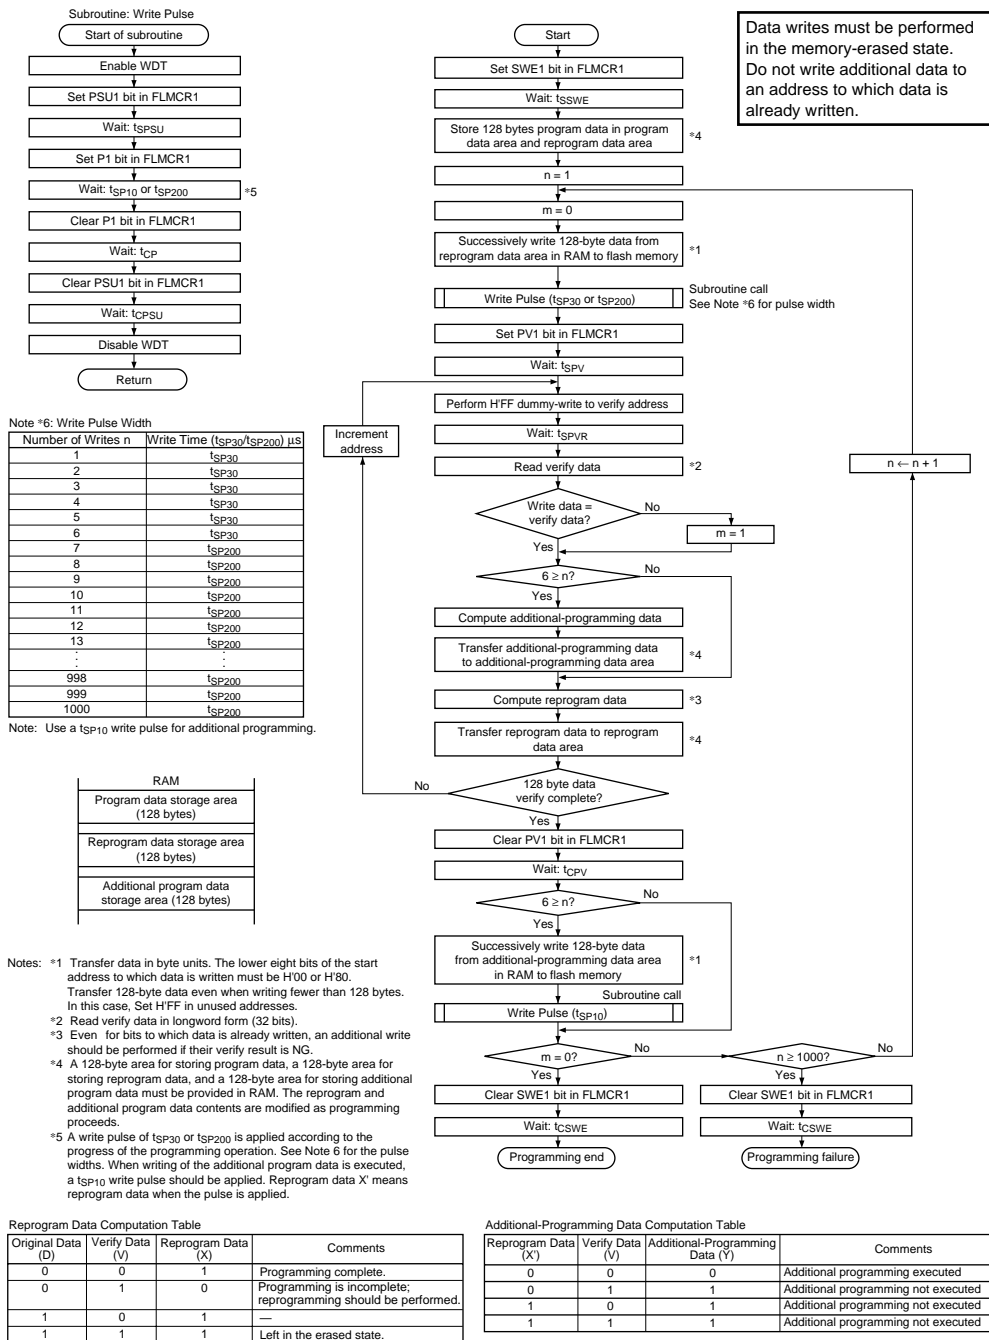 Subroutine: Write Pulse
Start of subroutine
Enable WDT
Set PSU1 bit in FLMCR1
Wait: tSPSU
Set P1 bit in FLMCR1
Wait: tSP10 or tSP200
*5
Clear P1 bit in FLMCR1
Wait: tCP
Clear PSU1 bit in FLMCR1
Wait: tCPSU
Disable WDT
Return
Note *6: Write Pulse Width
Number of Writes n Write Time (tSP30/tSP200) µs
1 tSP30
2 tSP30
3 tSP30
4 tSP30
5 tSP30
6 tSP30
7 tSP200
8 tSP200
9 tSP200
10 tSP200
11 tSP200
12 tSP200
13 tSP200
: :
998 tSP200
999 tSP200
1000 tSP200
Note: Use a tSP10 write pulse for additional programming.
RAM
Program data storage area
(128 bytes)
Reprogram data storage area
(128 bytes)
Additional program data
storage area (128 bytes)
Start
Set SWE1 bit in FLMCR1
Wait: tSSWE
Store 128 bytes program data in program
data area and reprogram data area
*4
n = 1
m = 0
Successively write 128-byte data from
reprogram data area in RAM to flash memory
*1
Write Pulse (tSP30 or tSP200)
Subroutine call
See Note *6 for pulse width
Set PV1 bit in FLMCR1
Wait: tSPV
Perform H'FF dummy-write to verify address
Increment
address
Wait: tSPVR
Read verify data
*2
n ← n + 1
Write data =
verify data?
No
m = 1
Yes
6 ≥ n?
No
Yes
Compute additional-programming data
Transfer additional-programming data
to additional-programming data area
*4
Compute reprogram data
*3
Transfer reprogram data to reprogram
data area
*4
128 byte data
verify complete?
No
Yes
Clear PV1 bit in FLMCR1
Wait: tCPV
6 ≥ n?
No
Yes
Successively write 128-byte data
from additional-programming data area
in RAM to flash memory
*1
Subroutine call
Write Pulse (tSP10)
m = 0?
No
n ≥ 1000?
No
Yes
Yes
Clear SWE1 bit in FLMCR1
Clear SWE1 bit in FLMCR1
Wait: tCSWE
Wait: tCSWE
Programming end
Programming failure
Data writes must be performed
in the memory-erased state.
Do not write additional data to
an address to which data is
already written.
Notes: *1 Transfer data in byte units. The lower eight bits of the start
address to which data is written must be H'00 or H'80.
Transfer 128-byte data even when writing fewer than 128 bytes.
In this case, Set H'FF in unused addresses.
*2 Read verify data in longword form (32 bits).
*3 Even for bits to which data is already written, an additional write
should be performed if their verify result is NG.
*4 A 128-byte area for storing program data, a 128-byte area for
storing reprogram data, and a 128-byte area for storing additional
program data must be provided in RAM. The reprogram and
additional program data contents are modified as programming
proceeds.
*5 A write pulse of tSP30 or tSP200 is applied according to the
progress of the programming operation. See Note 6 for the pulse
widths. When writing of the additional program data is executed,
a tSP10 write pulse should be applied. Reprogram data X' means
reprogram data when the pulse is applied.
Reprogram Data Computation Table
Original Data (D) Verify Data (V) Reprogram Data (X) Comments
0 0 1 Programming complete.
0 1 0 Programming is incomplete;
reprogramming should be performed.
1 0 1 —
1 1 1 Left in the erased state.
Additional-Programming Data Computation Table
Reprogram Data (X') Verify Data (V) Additional-Programming Data (Y) Comments
0 0 0 Additional programming executed
0 1 1 Additional programming not executed
1 0 1 Additional programming not executed
1 1 1 Additional programming not executed